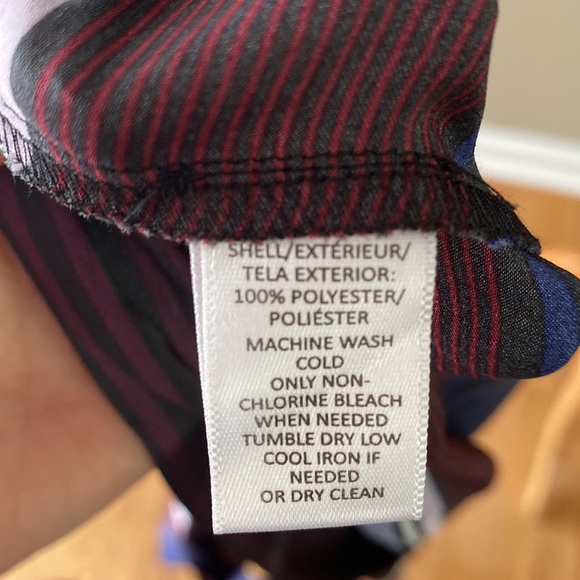 SHELL/EXTÉRIEUR/
TELA EXTERIOR:
100% POLYESTER/
POLIÉSTER
MACHINE WASH
COLD
ONLY NON-
CHLORINE BLEACH
WHEN NEEDED
TUMBLE DRY LOW
COOL IRON IF
NEEDED
OR DRY CLEAN